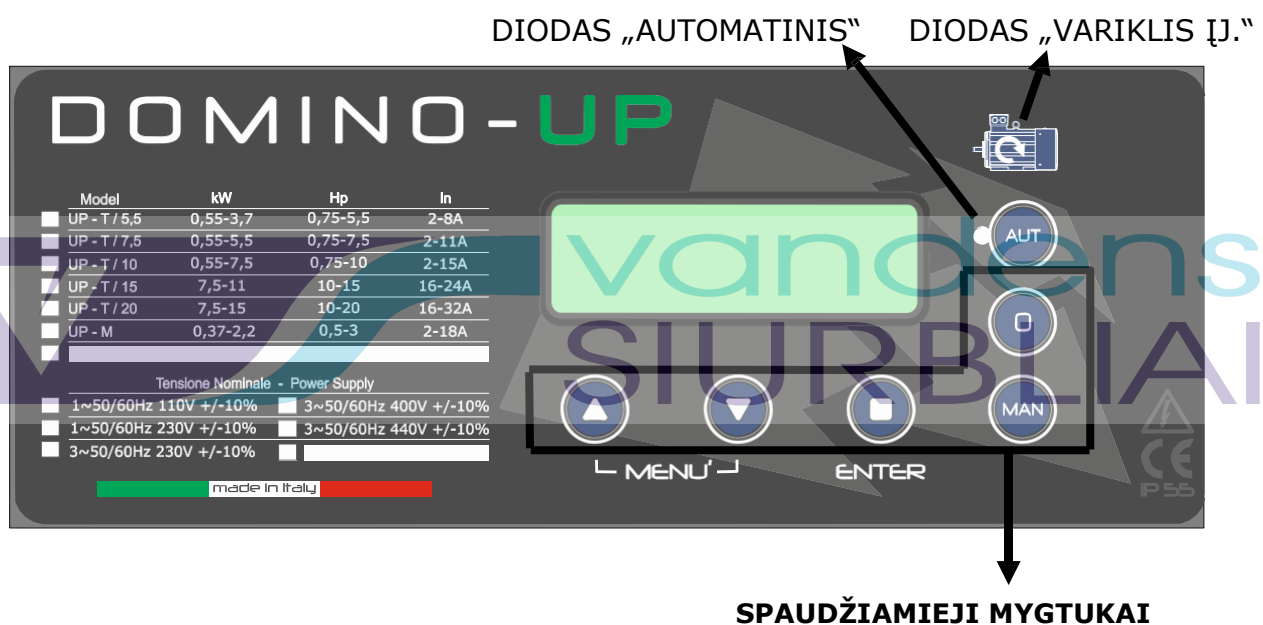 DIODAS „AUTOMATINIS“ DIODAS „VARIKLIS ĮJ.“
DOMINO-UP
Model kW Hp In
UP - T / 5,5 0,55-3,7 0,75-5,5 2-8A
UP - T / 7,5 0,55-5,5 0,75-7,5 2-11A
UP - T / 10 0,55-7,5 0,75-10 2-15A
UP - T / 15 7,5-11 10-15 16-24A
UP - T / 20 7,5-15 10-20 16-32A
UP - M 0,37-2,2 0,5-3 2-18A
Tensione Nominale - Power Supply
1~50/60Hz 110V +/-10% 3~50/60Hz 400V +/-10%
1~50/60Hz 230V +/-10% 3~50/60Hz 440V +/-10%
3~50/60Hz 230V +/-10%
made in Italy
AUT
0
MAN
MENU' ENTER
CE
IP 55
vandens
SIURBLIAI
SPAUDŽIAMIEJI MYGTUKAI